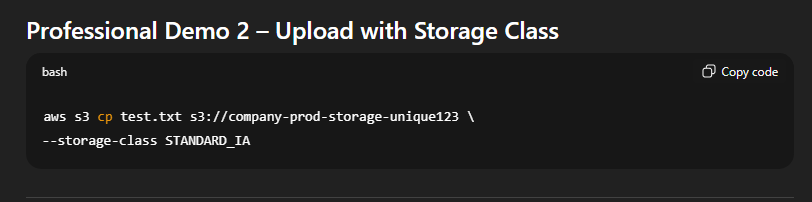 Professional Demo 2 – Upload with Storage Class
bash
Copy code
aws s3 cp test.txt s3://company-prod-storage-unique123 \
--storage-class STANDARD_IA